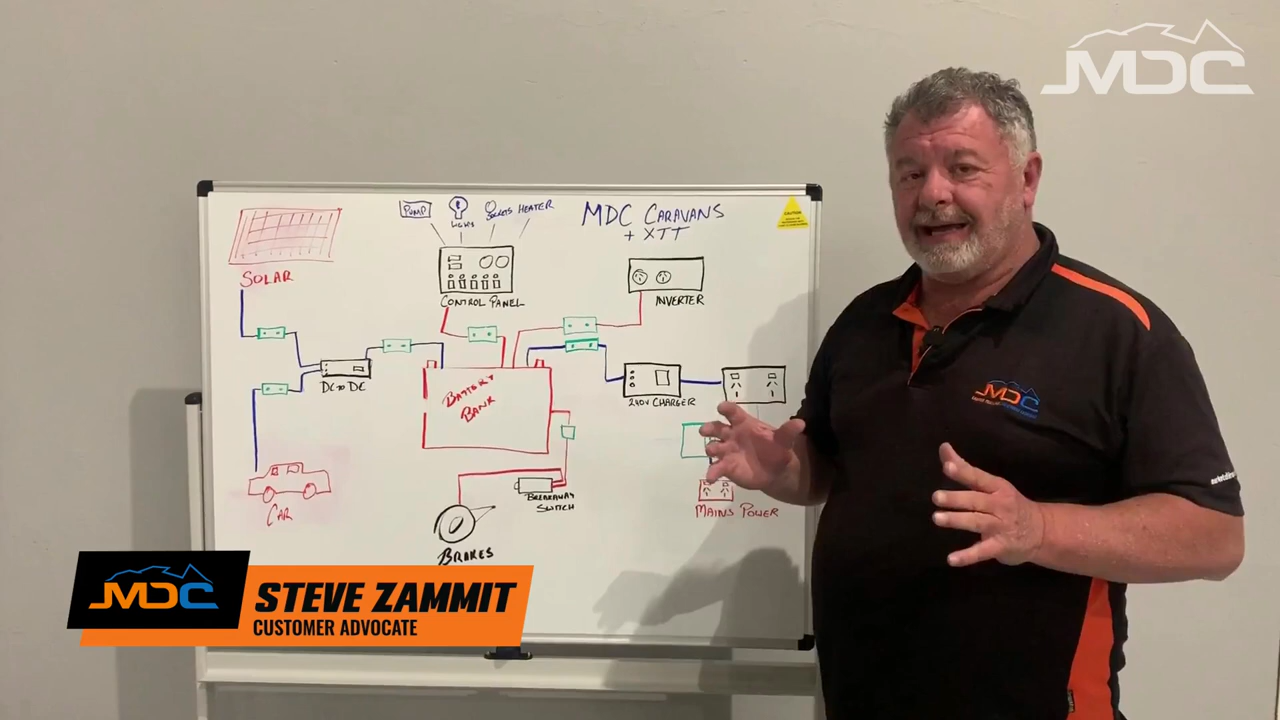 MDC
PUMP
LIGHTS
HEATER
MDC CARAVANS
+ XTT
CAUTION
SOLAR
CONTROL PANEL
INVERTER
DC TO DC
BATTERY
BANK
240V CHARGER
MDC
CAR
BREAKAWAY
SWITCH
MAINS POWER
BRAKES
MDC
STEVE ZAMMIT
CUSTOMER ADVOCATE